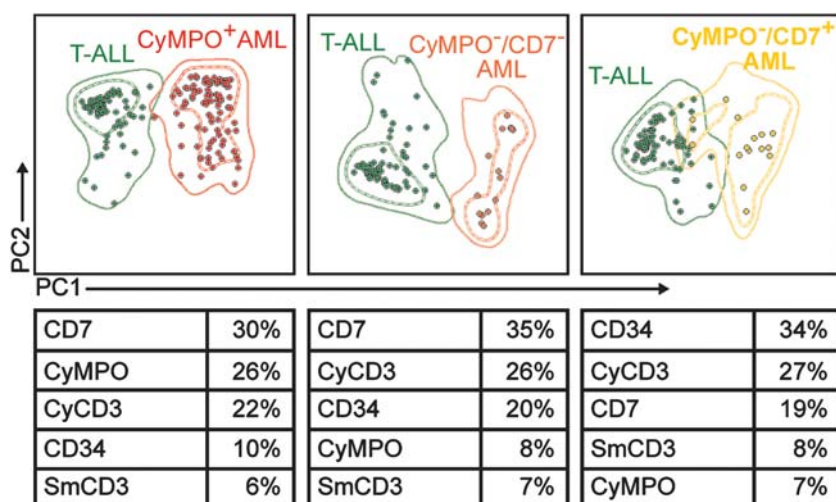 T-ALL
CyMPO⁺AML
T-ALL
CyMPO⁻/CD7⁻
AML
CyMPO⁻/CD7⁺
AML
T-ALL
PC2
PC1
CD7 30%
CyMPO 26%
CyCD3 22%
CD34 10%
SmCD3 6%
CD7 35%
CyCD3 26%
CD34 20%
CyMPO 8%
SmCD3 7%
CD34 34%
CyCD3 27%
CD7 19%
SmCD3 8%
CyMPO 7%